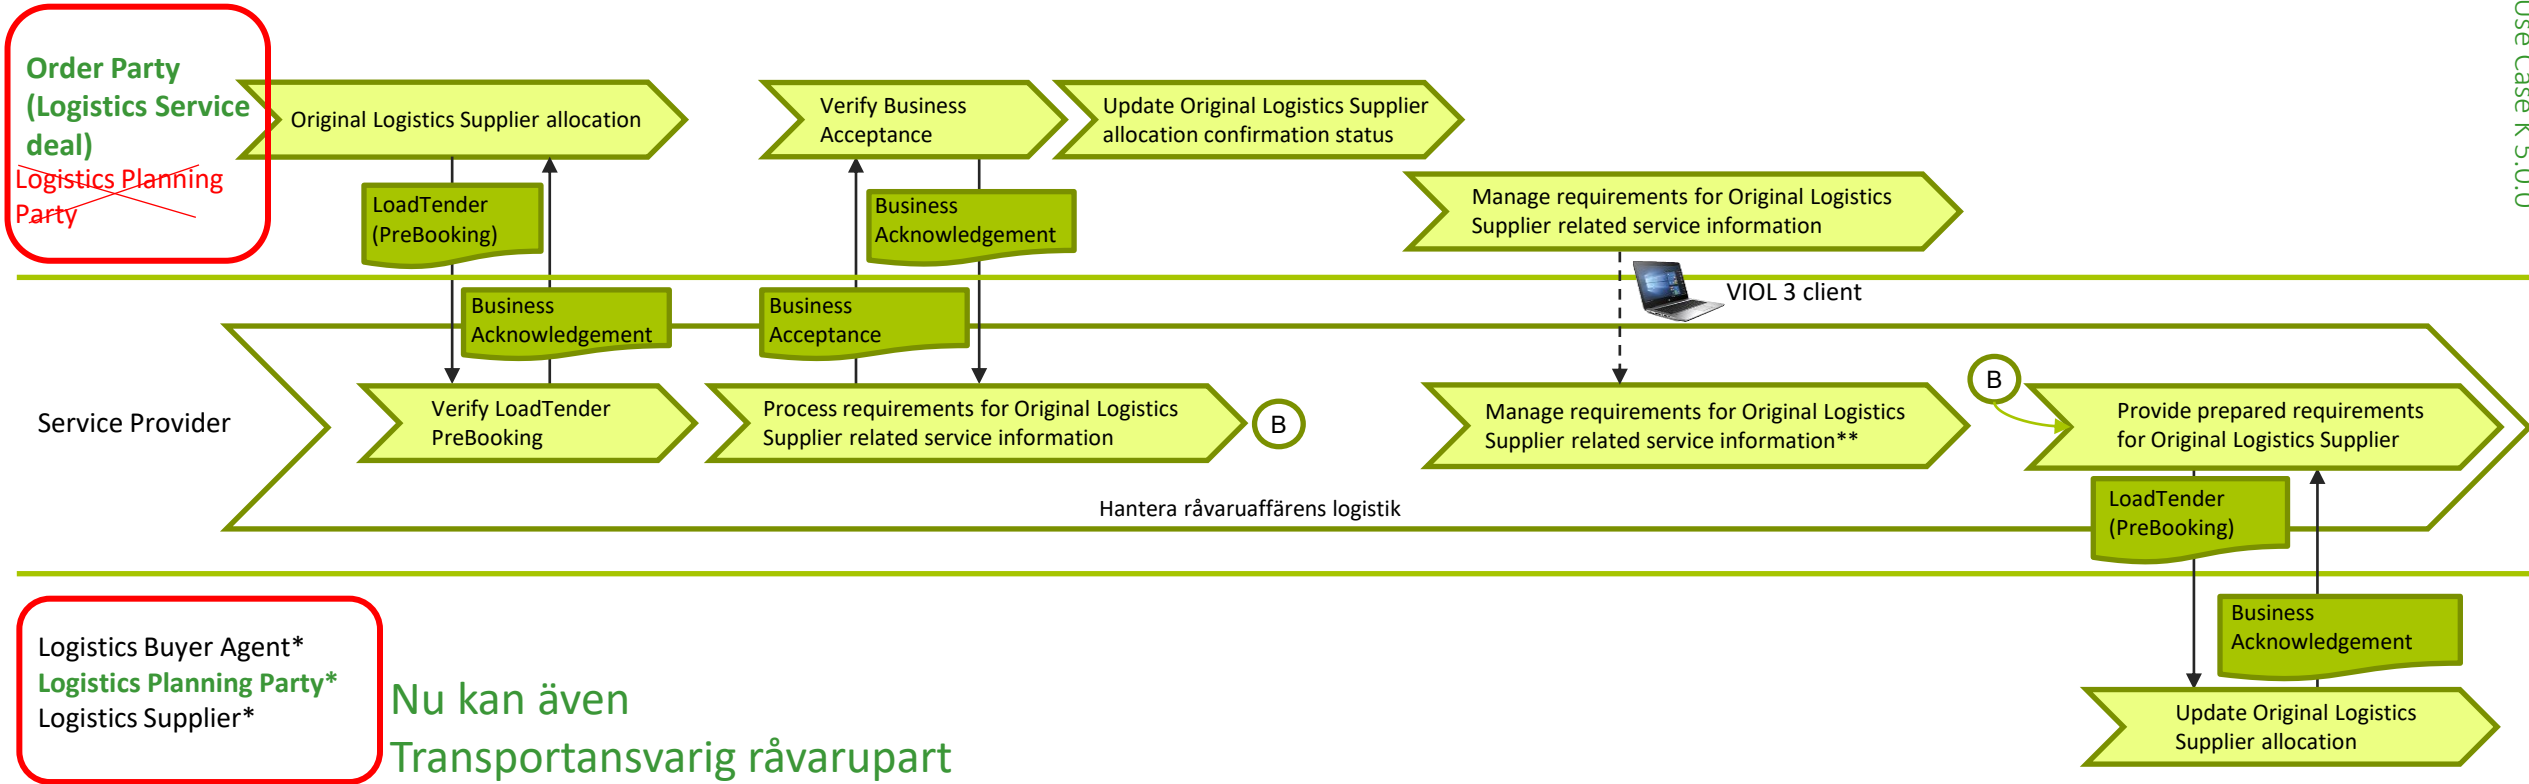 Use Case K 5.0.0
Order Party
(Logistics Service
deal)
Logistics Planning
Party
Original Logistics Supplier allocation
Verify Business
Acceptance
Update Original Logistics Supplier
allocation confirmation status
LoadTender
(PreBooking)
Business
Acknowledgement
Manage requirements for Original Logistics
Supplier related service information
Business
Acknowledgement
Business
Acceptance
VIOL 3 client
Service Provider
Verify LoadTender
PreBooking
Process requirements for Original Logistics
Supplier related service information
B
Manage requirements for Original Logistics
Supplier related service information**
B
Provide prepared requirements
for Original Logistics Supplier
Hantera råvaruaffärens logistik
LoadTender
(PreBooking)
Business
Acknowledgement
Logistics Buyer Agent*
Logistics Planning Party*
Logistics Supplier*
Nu kan även
Transportansvarig råvarupart
Update Original Logistics
Supplier allocation